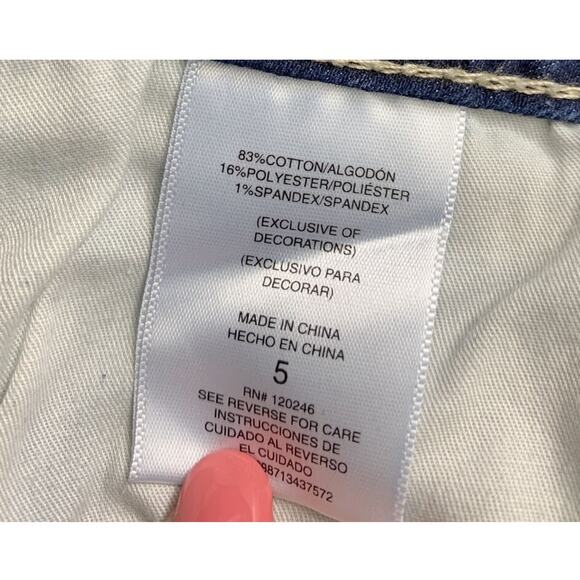 83%COTTON/ALGODÓN
16%POLYESTER/POLIÉSTER
1%SPANDEX/SPANDEX
(EXCLUSIVE OF
DECORATIONS)
(EXCLUSIVO PARA
DECORAR)
MADE IN CHINA
HECHO EN CHINA
5
RN# 120246
SEE REVERSE FOR CARE
INSTRUCCIONES DE
CUIDADO AL REVERSO
EL CUIDADO